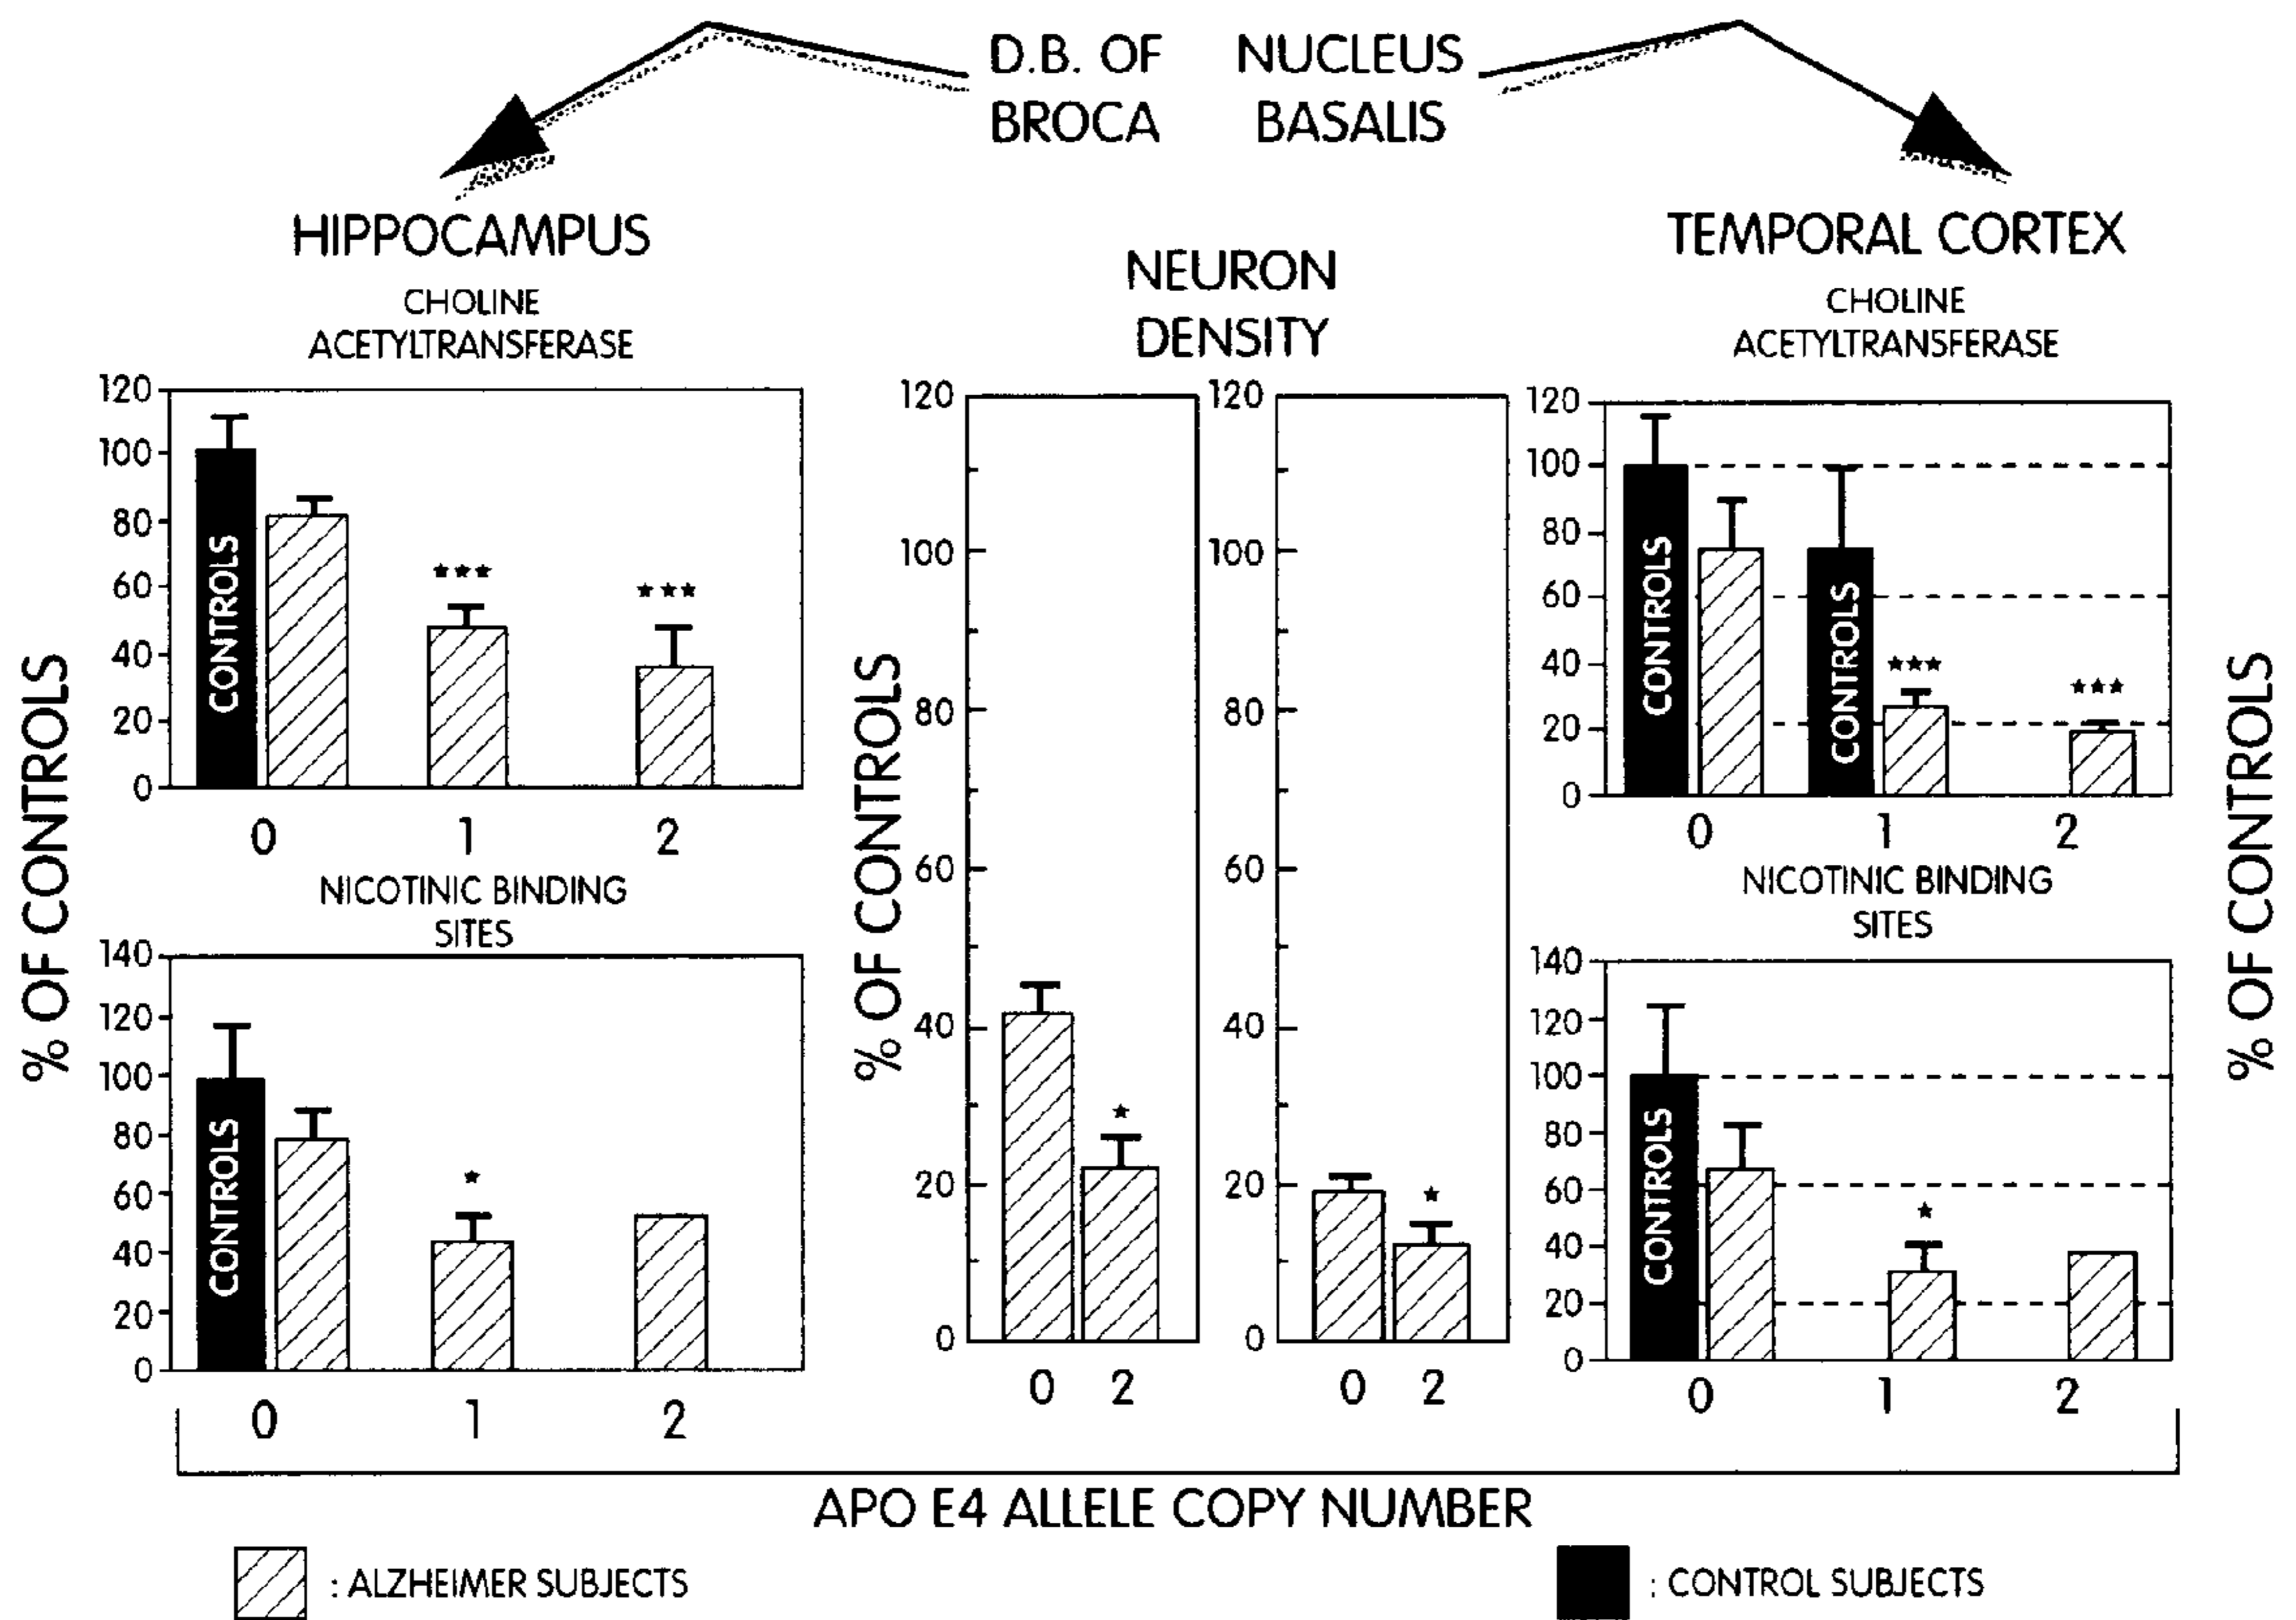 D.B. OF
BROCA
NUCLEUS
BASALIS
HIPPOCAMPUS
CHOLINE
ACETYLTRANSFERASE
% OF CONTROLS
120
100
80
60
40
20
0
CONTROLS
***
***
0 1 2
NICOTINIC BINDING
SITES
140
120
100
80
60
40
20
0
CONTROLS
*
0 1 2
NEURON
DENSITY
% OF CONTROLS
120
100
80
60
40
20
0
*
0 2
120
100
80
60
40
20
0
*
0 2
TEMPORAL CORTEX
CHOLINE
ACETYLTRANSFERASE
120
100
80
60
40
20
0
CONTROLS
CONTROLS
***
***
0 1 2
NICOTINIC BINDING
SITES
140
120
100
80
60
40
20
0
CONTROLS
*
0 1 2
% OF CONTROLS
APO E4 ALLELE COPY NUMBER
: ALZHEIMER SUBJECTS
: CONTROL SUBJECTS